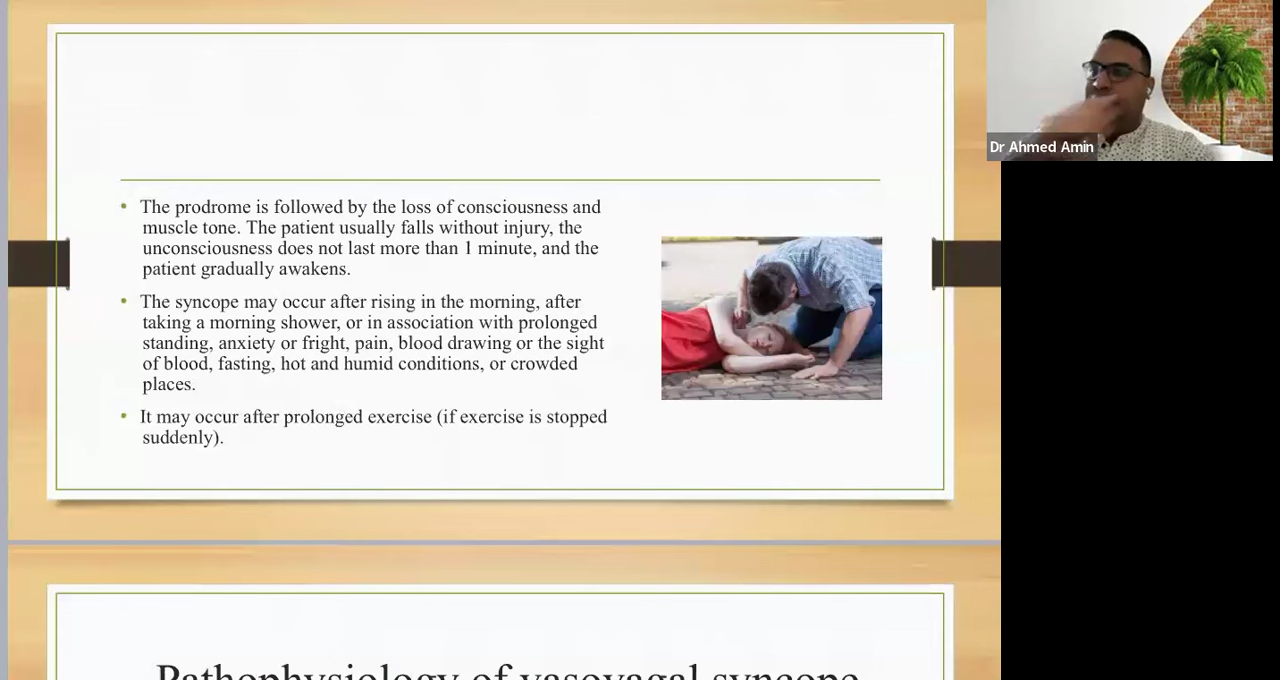 Dr Ahmed Amin
• The prodrome is followed by the loss of consciousness and
muscle tone. The patient usually falls without injury, the
unconsciousness does not last more than 1 minute, and the
patient gradually awakens.
• The syncope may occur after rising in the morning, after
taking a morning shower, or in association with prolonged
standing, anxiety or fright, pain, blood drawing or the sight
of blood, fasting, hot and humid conditions, or crowded
places.
• It may occur after prolonged exercise (if exercise is stopped
suddenly).
Pathophysiology of vasovagal syncope